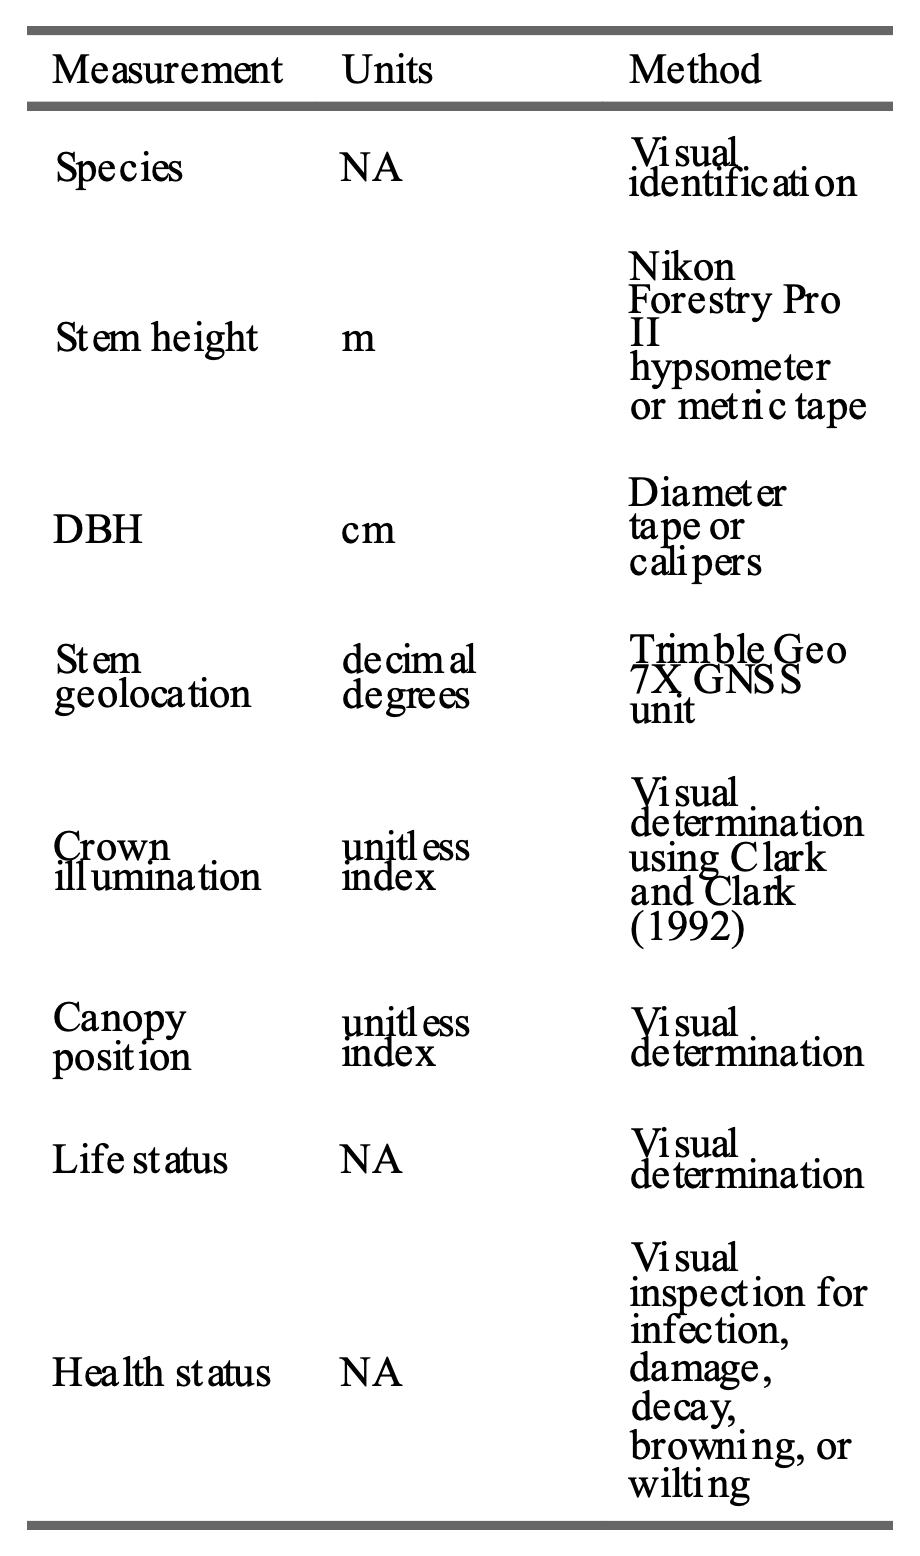 Measurement Units Method
Species NA Visual
identification
Stem height m Nikon
Forestry Pro
II
hypsometer
or metric tape
DBH cm Diameter
tape or
calipers
Stem
geolocation
decimal
degrees
Trimble Geo
7X GNSS
unit
Crown
illumination
unitless
index
Visual
determination
using Clark
and Clark
(1992)
Canopy
position
unitless
index
Visual
determination
Life status NA Visual
determination
Health status NA Visual
inspection for
infection,
damage,
decay,
browning, or
wilting